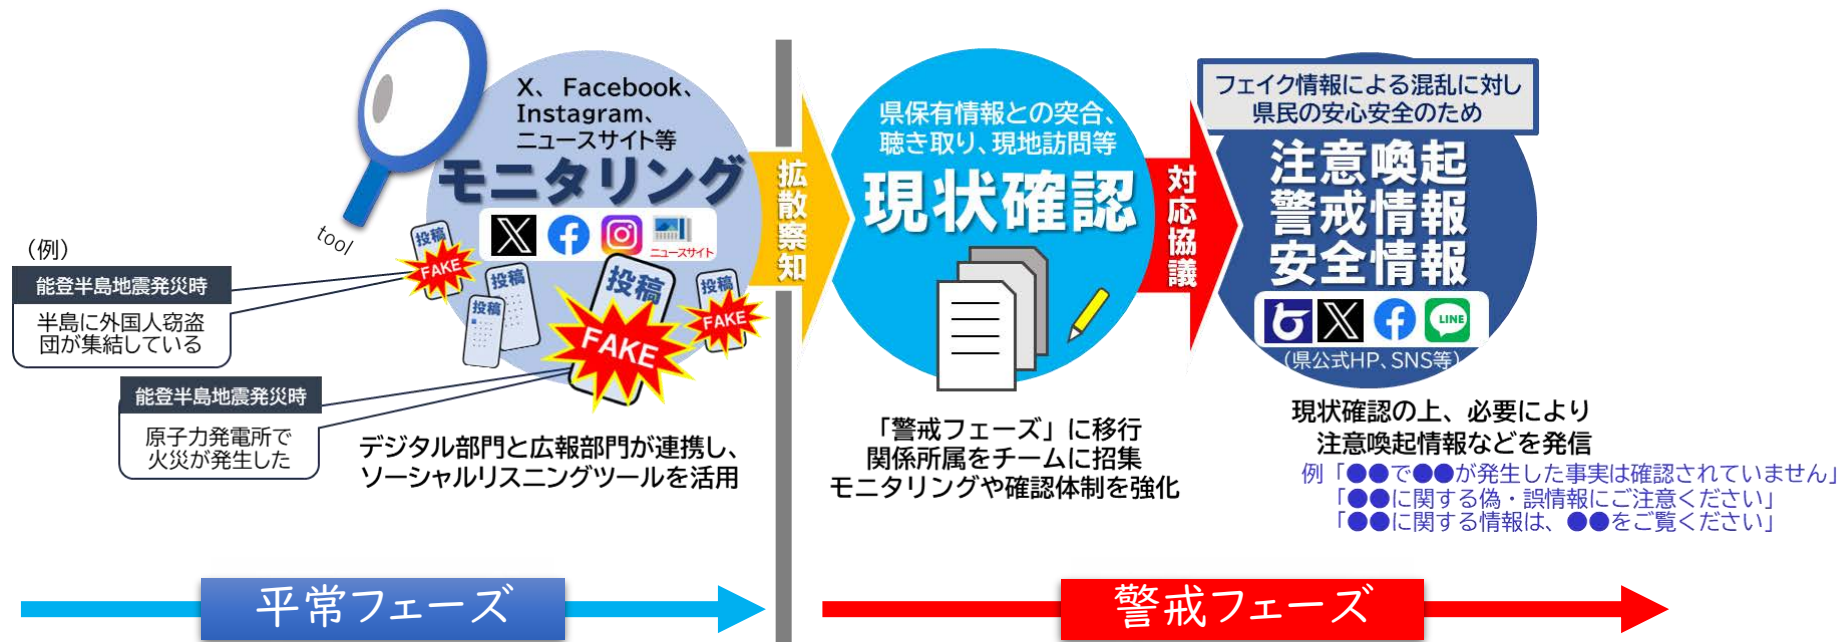 X、Facebook、
Instagram、
ニュースサイト等
モニタリング
ニュースサイト
tool
投稿
FAKE
投稿
投稿
投稿
FAKE
投稿
FAKE
(例)
能登半島地震発災時
半島に外国人窃盗
団が集結している
能登半島地震発災時
原子力発電所で
火災が発生した
デジタル部門と広報部門が連携し、
ソーシャルリスニングツールを活用
拡散察知
県保有情報との突合、
聴き取り、現地訪問等
現状確認
「警戒フェーズ」に移行
関係所属をチームに招集
モニタリングや確認体制を強化
対応協議
フェイク情報による混乱に対し
県民の安心安全のため
注意喚起
警戒情報
安全情報
LINE
(県公式HP、SNS等)
現状確認の上、必要により
注意喚起情報などを発信
例「●●で●●が発生した事実は確認されていません」
「●●に関する偽・誤情報にご注意ください」
「●●に関する情報は、●●をご覧ください」
平常フェーズ
警戒フェーズ